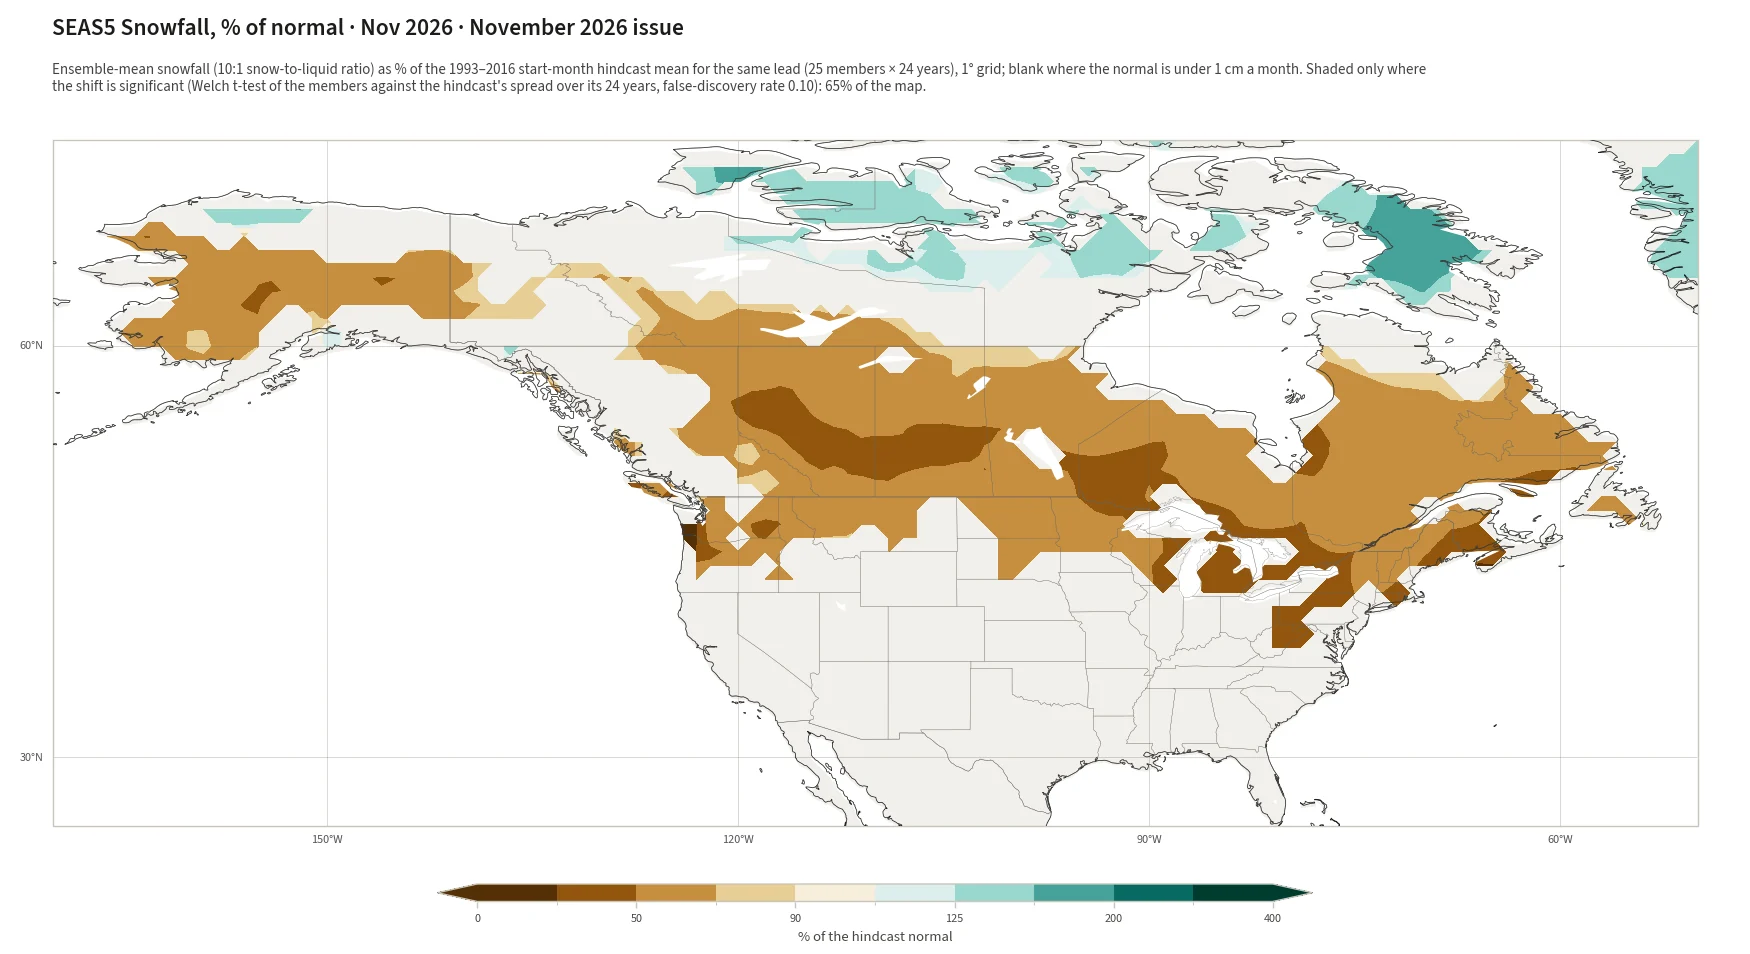 SEAS5 Snowfall, % of normal · Nov 2026 · November 2026 issue
Ensemble-mean snowfall (10:1 snow-to-liquid ratio) as % of the 1993–2016 start-month hindcast mean for the same lead (25 members × 24 years), 1° grid; blank where the normal is under 1 cm a month. Shaded only where
the shift is significant (Welch t-test of the members against the hindcast's spread over its 24 years, false-discovery rate 0.10): 65% of the map.
60°N
30°N
150°W 120°W 90°W 60°W
0 50 90 125 200 400
% of the hindcast normal